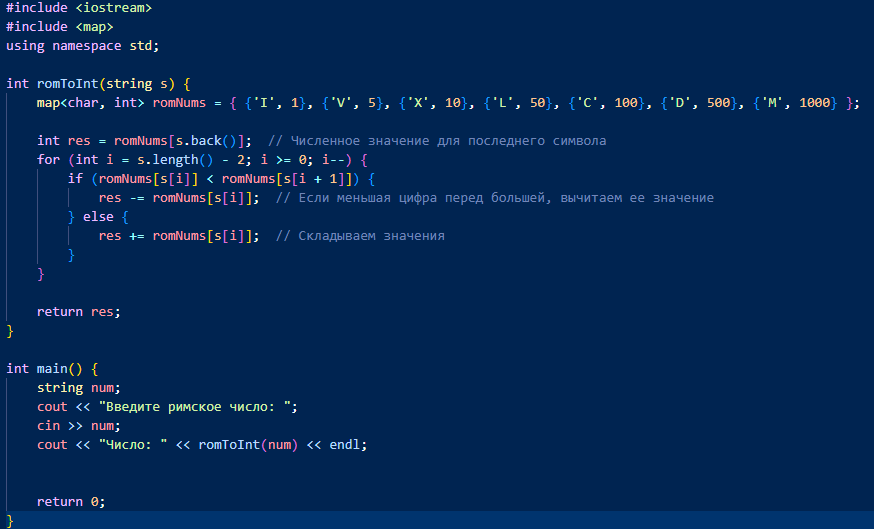 #include <iostream>
#include <map>
using namespace std;
int romToInt(string s) {
map<char, int> romNums = { {'I', 1}, {'V', 5}, {'X', 10}, {'L', 50}, {'C', 100}, {'D', 500}, {'M', 1000} };
int res = romNums[s.back()];  // Численное значение для последнего символа
for (int i = s.length() - 2; i >= 0; i--) {
if (romNums[s[i]] < romNums[s[i + 1]]) {
res -= romNums[s[i]];  // Если меньшая цифра перед большей, вычитаем ее значение
} else {
res += romNums[s[i]];  // Складываем значения
}
}
return res;
}
int main() {
string num;
cout << "Введите римское число: ";
cin >> num;
cout << "Число: " << romToInt(num) << endl;
return 0;
}